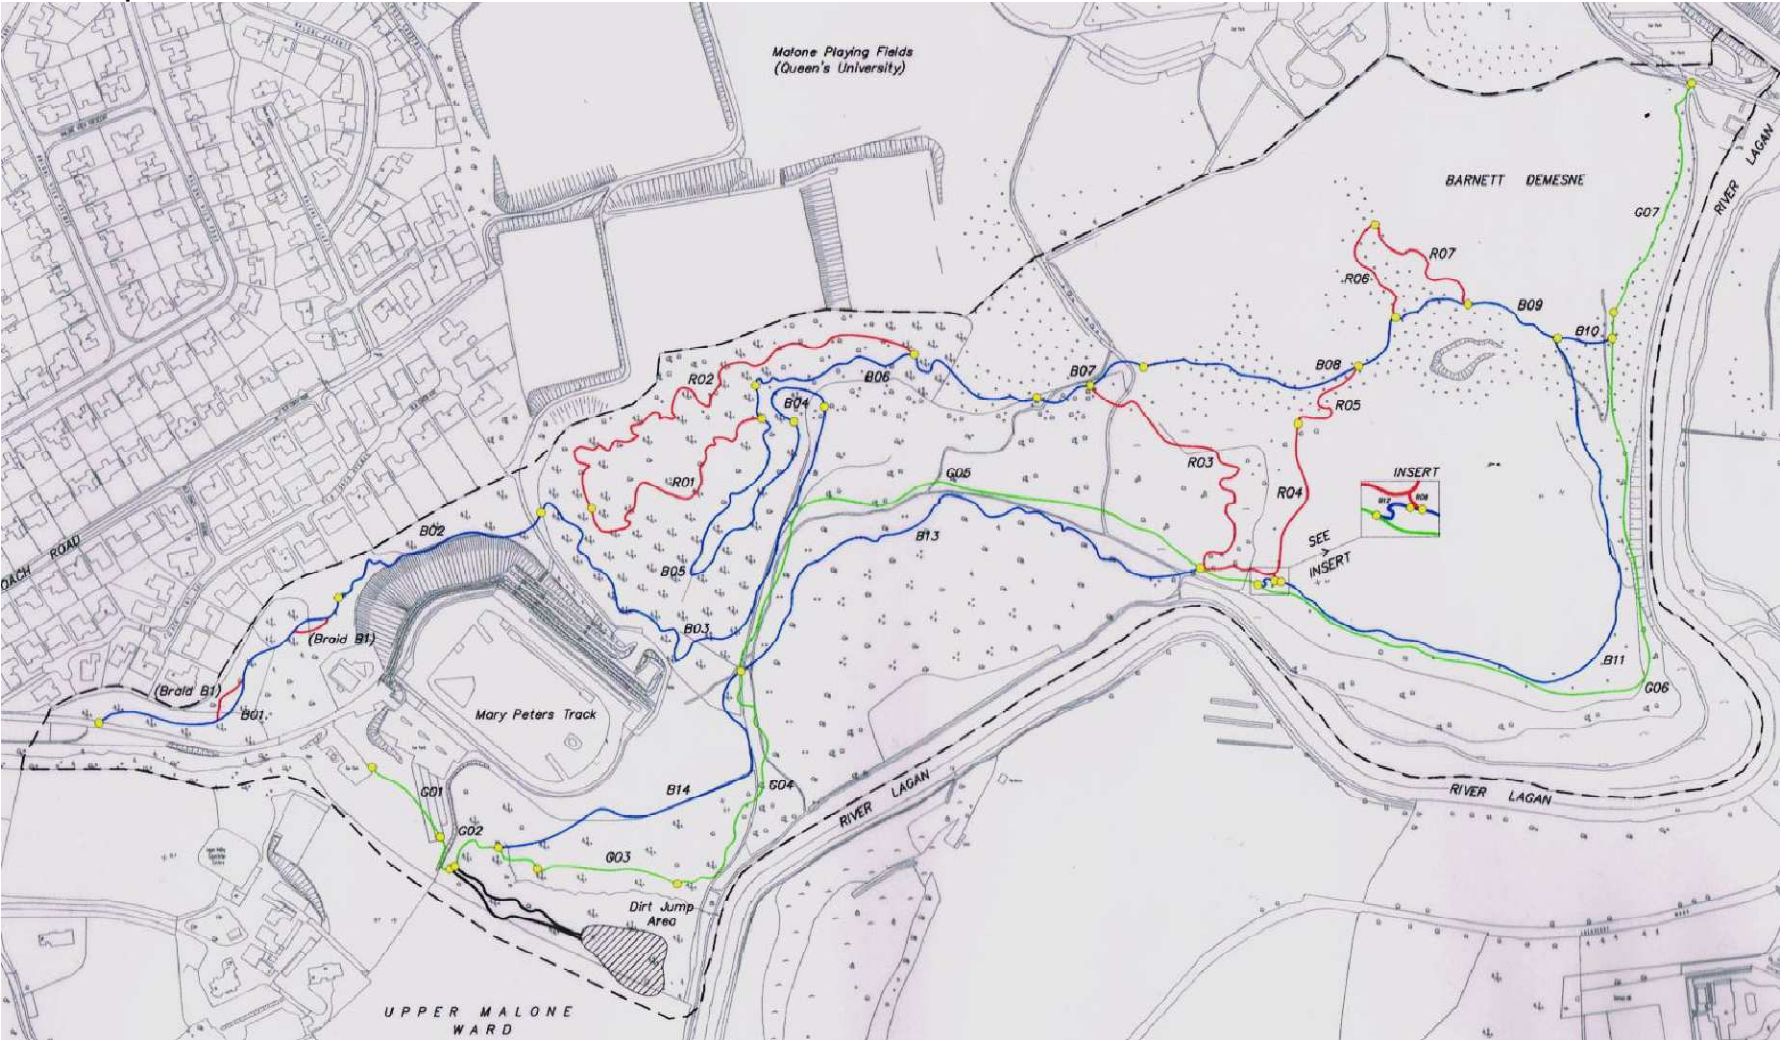 Malone Playing Fields
(Queen's University)
BARNETT DEMESNE
RIVER LAGAN
G07
R07
R06
B09
B10
B08
B07
R05
R02
B06
B04
R01
R03
R04
G05
INSERT
B12
R08
SEE
INSERT
B02
B13
B05
B03
ROAD
(Braid B1)
(Braid B1)
B01
B11
G06
Mary Peters Track
G01
B14
G04
RIVER LAGAN
RIVER LAGAN
G02
G03
Dirt Jump
Area
UPPER MALONE
WARD